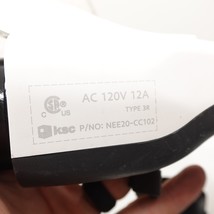 AC 120V 12A
TYPE 3R
C US
ksc P/NO: NEE20-CC102